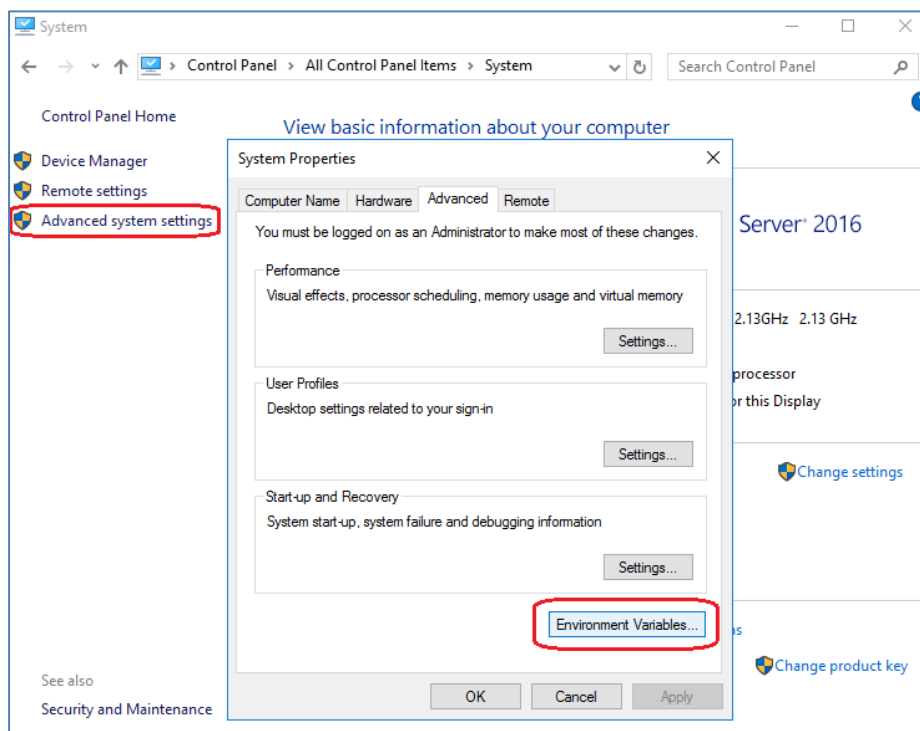 System
Control Panel > All Control Panel Items > System
Search Control Panel
Control Panel Home
Device Manager
Remote settings
Advanced system settings
See also
Security and Maintenance
View basic information about your computer
System Properties
Computer Name Hardware Advanced Remote
You must be logged on as an Administrator to make most of these changes.
Performance
Visual effects, processor scheduling, memory usage and virtual memory
Settings...
User Profiles
Desktop settings related to your sign-in
Settings...
Start-up and Recovery
System start-up, system failure and debugging information
Settings...
Environment Variables...
OK Cancel Apply
Server® 2016
2.13GHz 2.13 GHz
processor
or this Display
Change settings
Change product key